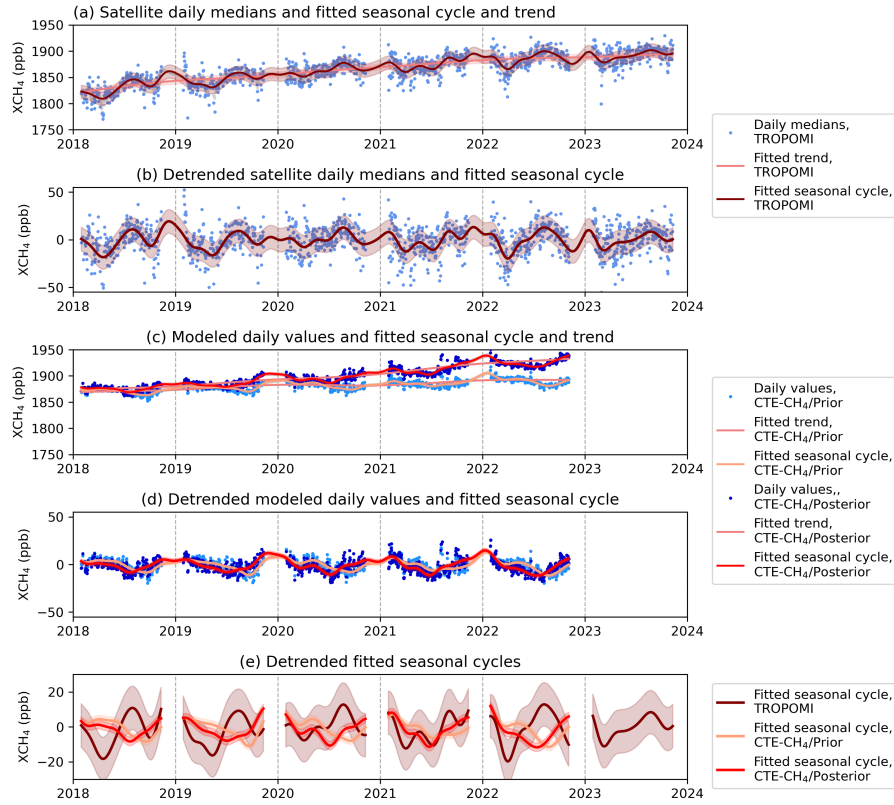 (a) Satellite daily medians and fitted seasonal cycle and trend
XCH₄ (ppb)
1950
1900
1850
1800
1750
2018 2019 2020 2021 2022 2023 2024
Daily medians,
TROPOMI
Fitted trend,
TROPOMI
Fitted seasonal cycle,
TROPOMI
(b) Detrended satellite daily medians and fitted seasonal cycle
XCH₄ (ppb)
50
0
−50
2018 2019 2020 2021 2022 2023 2024
(c) Modeled daily values and fitted seasonal cycle and trend
XCH₄ (ppb)
1950
1900
1850
1800
1750
2018 2019 2020 2021 2022 2023 2024
Daily values,
CTE-CH₄/Prior
Fitted trend,
CTE-CH₄/Prior
Fitted seasonal cycle,
CTE-CH₄/Prior
Daily values,,
CTE-CH₄/Posterior
Fitted trend,
CTE-CH₄/Posterior
Fitted seasonal cycle,
CTE-CH₄/Posterior
(d) Detrended modeled daily values and fitted seasonal cycle
XCH₄ (ppb)
50
0
−50
2018 2019 2020 2021 2022 2023 2024
(e) Detrended fitted seasonal cycles
XCH₄ (ppb)
20
0
−20
2018 2019 2020 2021 2022 2023 2024
Fitted seasonal cycle,
TROPOMI
Fitted seasonal cycle,
CTE-CH₄/Prior
Fitted seasonal cycle,
CTE-CH₄/Posterior